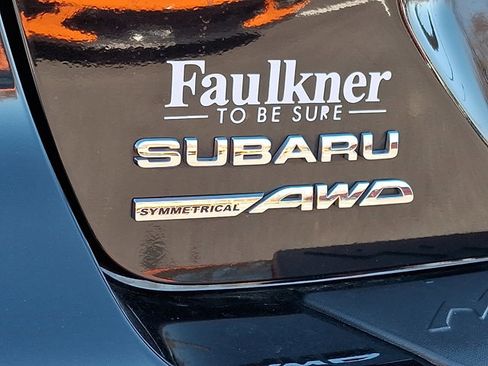 Faulkner
TO BE SURE
SUBARU
SYMMETRICAL AWD